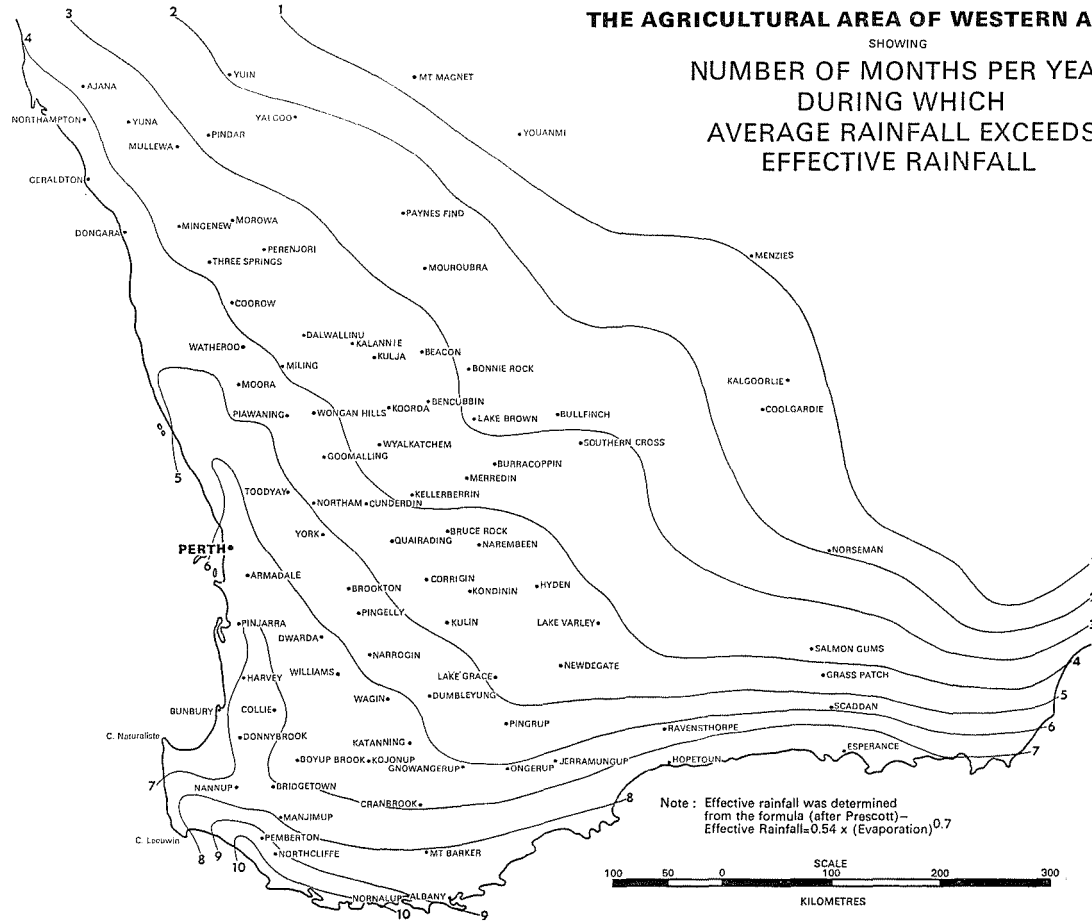 THE AGRICULTURAL AREA OF WESTERN A
SHOWING
NUMBER OF MONTHS PER YEA
DURING WHICH
AVERAGE RAINFALL EXCEEDS
EFFECTIVE RAINFALL
4
3
2
1
YUIN
MT MAGNET
AJANA
NORTHAMPTON
YUNA
YALGOO
PINDAR
YOUANMI
MULLEWA
GERALDTON
PAYNES FIND
DONGARA
MINGENEW
MOROWA
PERENJORI
MENZIES
THREE SPRINGS
MOUROUBRA
COOROW
DALWALLINU
WATHEROO
KALANNIE
KULJA
BEACON
MILING
BONNIE ROCK
MOORA
KALGOORLIE
PIAWANING
WONGAN HILLS
KOORDA
BENCUBBIN
LAKE BROWN
BULLFINCH
COOLGARDIE
WYALKATCHEM
SOUTHERN CROSS
GOOMALLING
BURRACOPPIN
5
MERREDIN
TOODYAY
KELLERBERRIN
NORTHAM
CUNDERDIN
YORK
BRUCE ROCK
QUAIRADING
NAREMBEEN
PERTH
NORSEMAN
6
ARMADALE
CORRIGIN
BROOKTON
KONDININ
HYDEN
PINGELLY
PINJARRA
KULIN
LAKE VARLEY
3
DWARDA
NARROGIN
SALMON GUMS
4
WILLIAMS
NEWDEGATE
HARVEY
LAKE GRACE
GRASS PATCH
DUMBLEYUNG
5
WAGIN
BUNBURY
COLLIE
SCADDAN
PINGRUP
6
C. Naturaliste
DONNYBROOK
RAVENSTHORPE
KATANNING
ESPERANCE
7
BOYUP BROOK
KOJONUP
GNOWANGERUP
ONGERUP
JERRAMUNGUP
HOPETOUN
7
NANNUP
BRIDGETOWN
CRANBROOK
8
Note : Effective rainfall was determined
from the formula (after Prescott)—
Effective Rainfall=0.54 x (Evaporation)0.7
MANJIMUP
C. Leeuwin
PEMBERTON
8
9
10
NORTHCLIFFE
MT BARKER
NORNALUP
ALBANY
10
9
SCALE
100 50 0 100 200 300
KILOMETRES